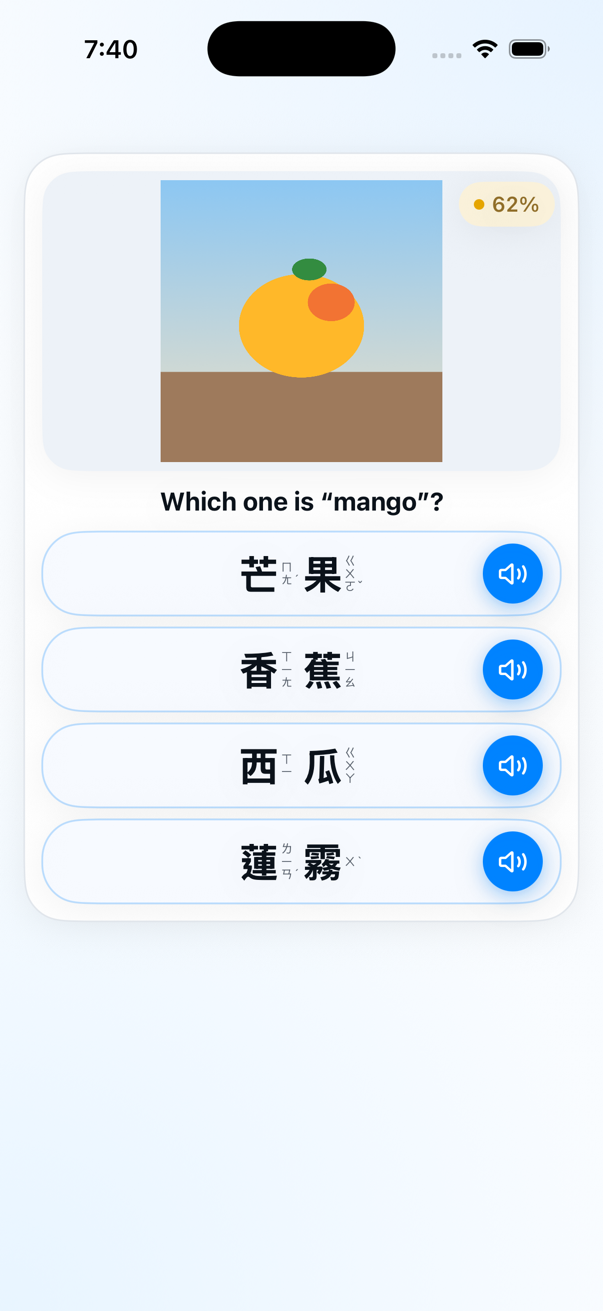 7:40
62%
Which one is “mango”?
芒ㄇㄤˊ果ㄍㄨㄛˇ
香ㄒㄧㄤ蕉ㄐㄧㄠ
西ㄒㄧ瓜ㄍㄨㄚ
蓮ㄌㄧㄢˊ霧ㄨˋ